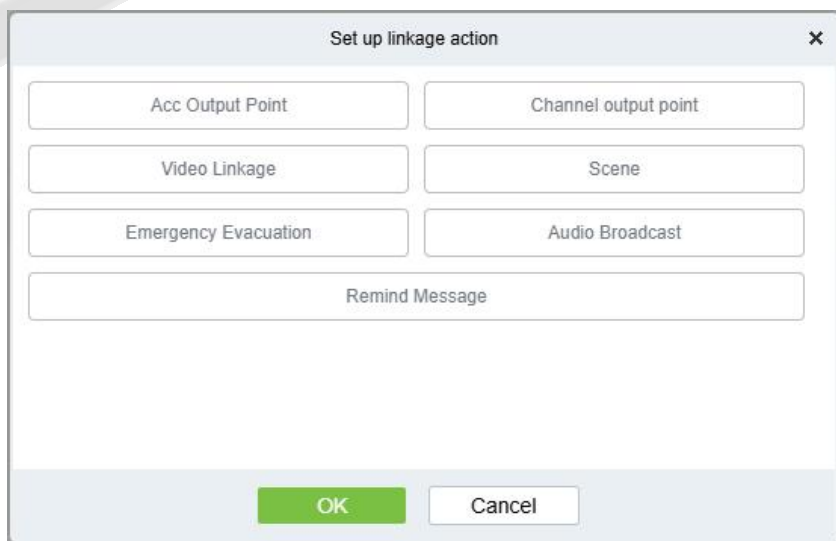 Set up linkage action ×
Acc Output Point Channel output point
Video Linkage Scene
Emergency Evacuation Audio Broadcast
Remind Message
OK Cancel